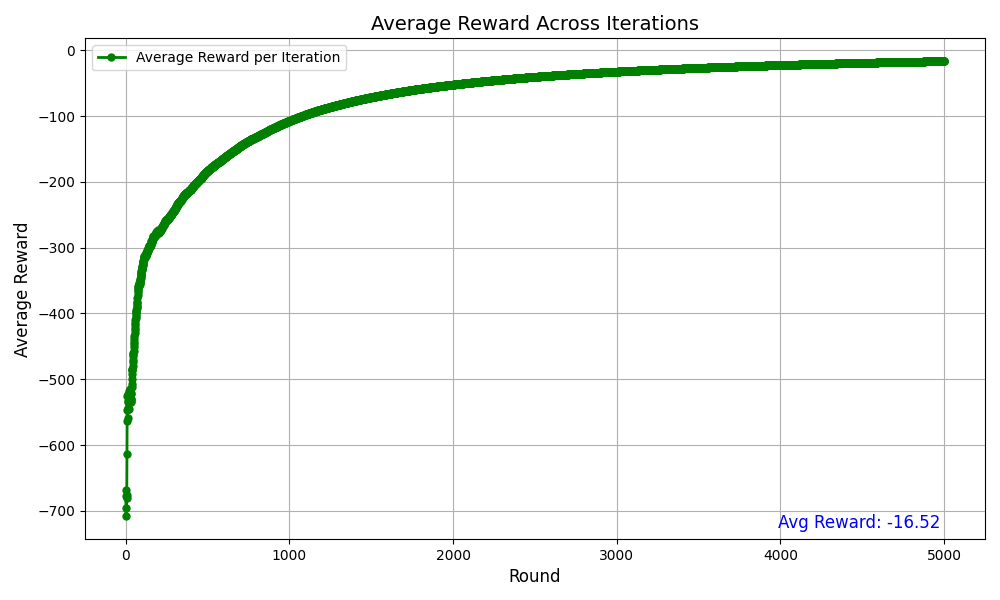 Average Reward Across Iterations
Average Reward per Iteration
Average Reward
0
−100
−200
−300
−400
−500
−600
−700
Avg Reward: -16.52
0 1000 2000 3000 4000 5000
Round